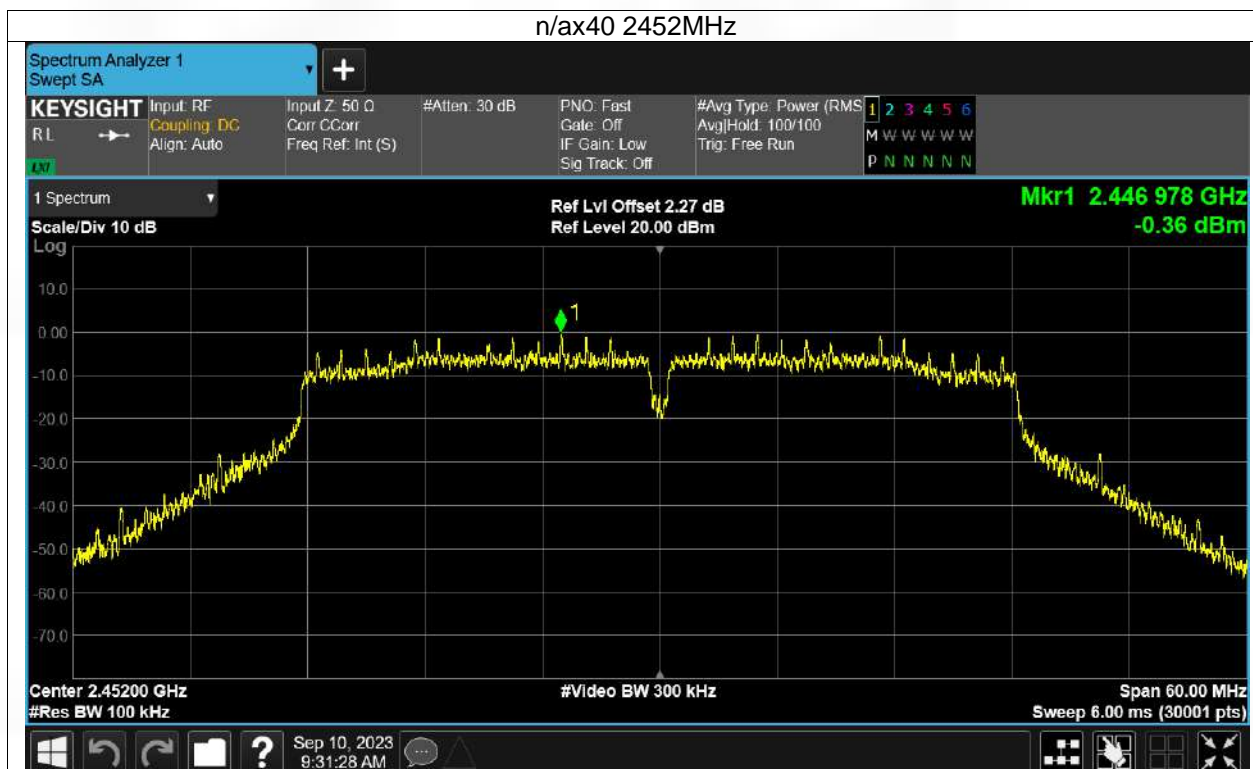 n/ax40 2452MHz
Spectrum Analyzer 1
Swept SA
+
KEYSIGHT
RL
LXI
Input: RF
Coupling: DC
Align: Auto
Input Z: 50 Ω
Corr CCorr
Freq Ref: Int (S)
#Atten: 30 dB
PNO: Fast
Gate: Off
IF Gain: Low
Sig Track: Off
#Avg Type: Power (RMS
Avg|Hold: 100/100
Trig: Free Run
1 2 3 4 5 6
M W W W W W
P N N N N N
1 Spectrum
Scale/Div 10 dB
Ref Lvl Offset 2.27 dB
Ref Level 20.00 dBm
Mkr1 2.446 978 GHz
-0.36 dBm
Log
10.0
0.00
-10.0
-20.0
-30.0
-40.0
-50.0
-60.0
-70.0
1
Center 2.45200 GHz
#Res BW 100 kHz
#Video BW 300 kHz
Span 60.00 MHz
Sweep 6.00 ms (30001 pts)
?
Sep 10, 2023
9:31:28 AM